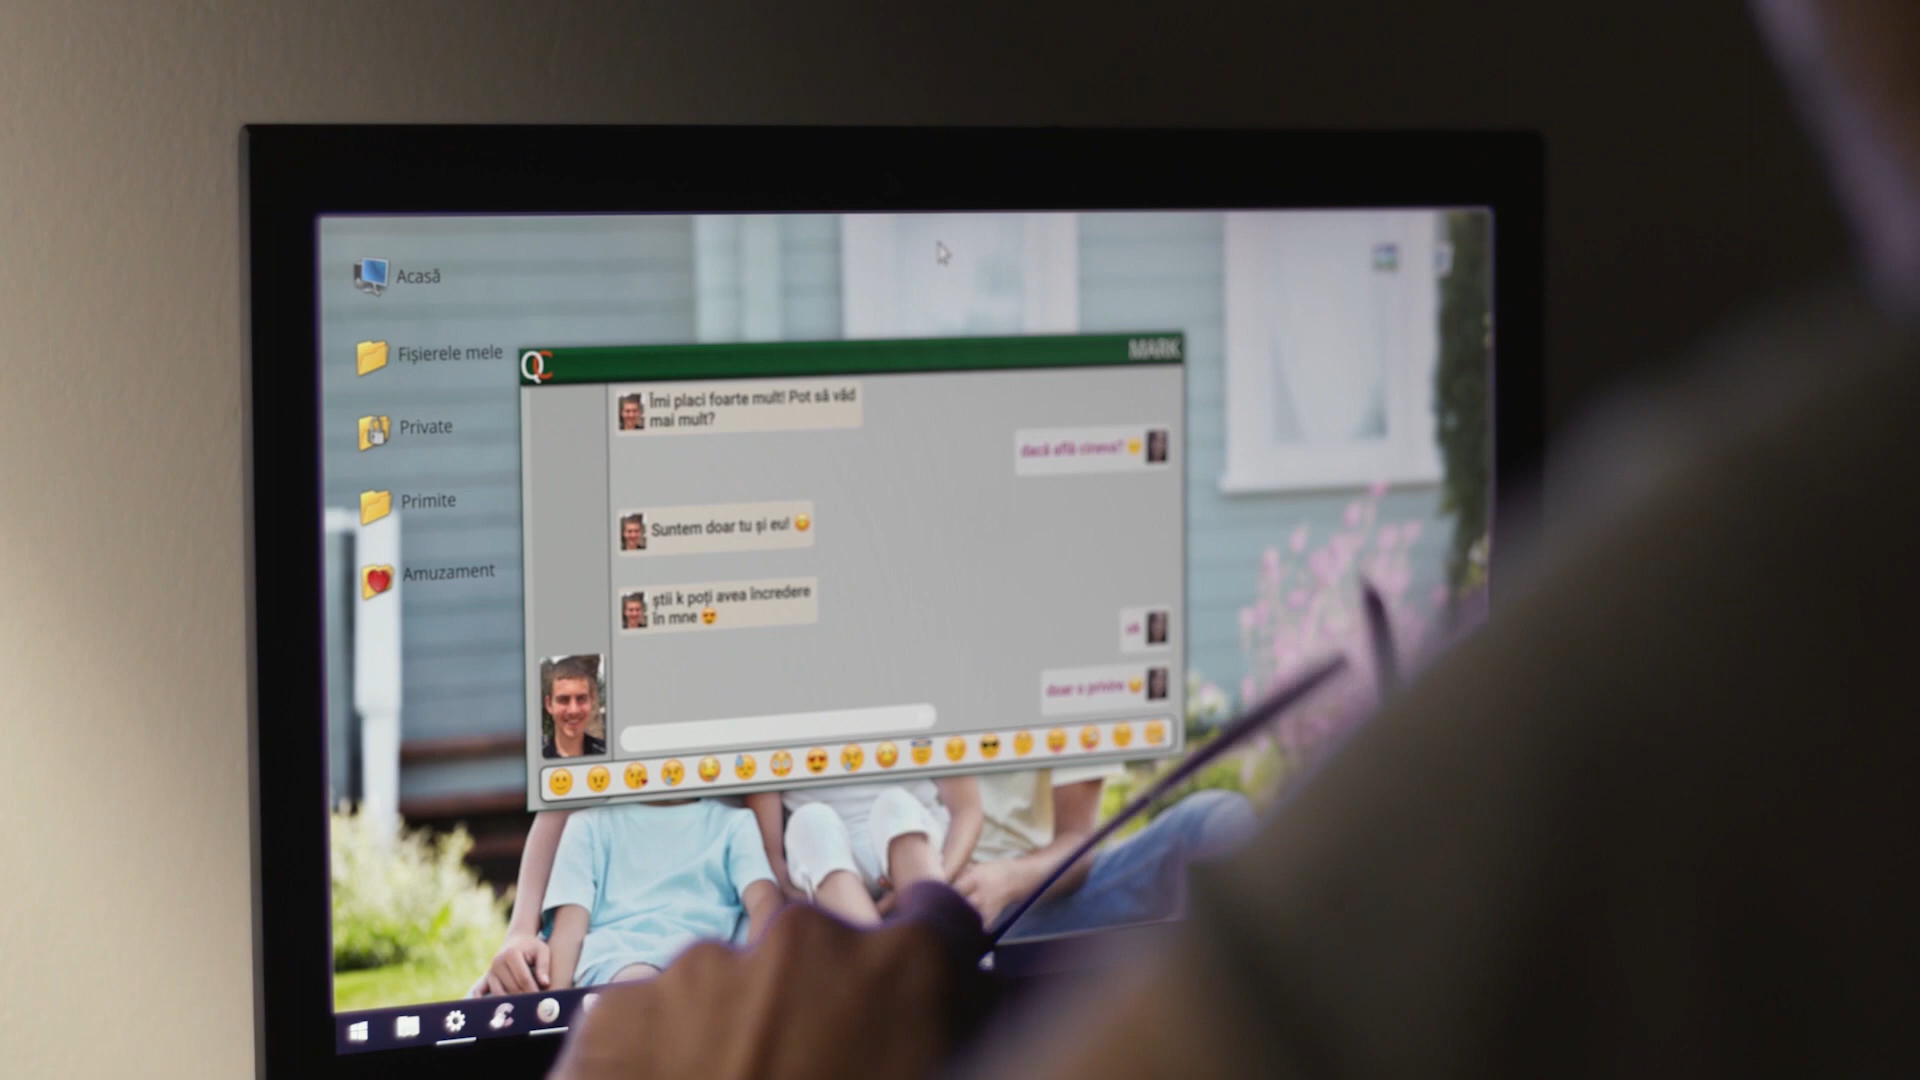 Acasă
Fișierele mele
Private
Primite
Amuzament
QC
MARK
Îmi placi foarte mult! Pot să văd
mai mult?
dacă află cineva?
Suntem doar tu și eu!
știi k poți avea încredere
în mne
doar o privire